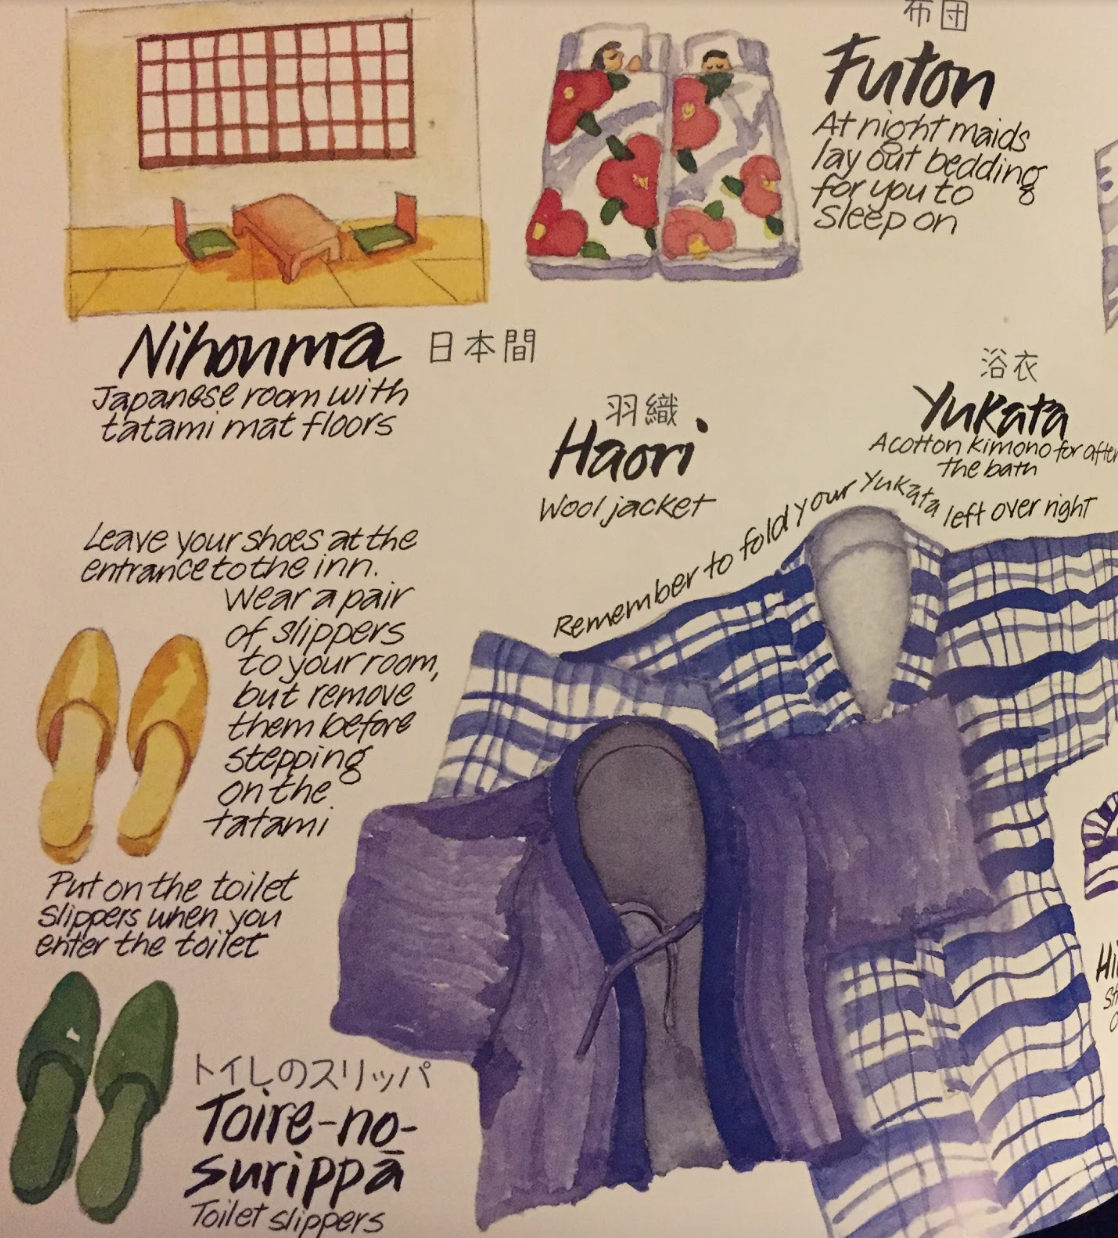 布団
Futon
At night maids
lay out bedding
for you to
sleep on
Nihonma 日本間
Japanese room with
tatami mat floors
羽織
Haori
Wool jacket
浴衣
Yukata
A cotton kimono for after
the bath
Remember to fold your Yukata left over right
Leave your shoes at the
entrance to the inn.
Wear a pair
of slippers
to your room,
but remove
them before
stepping
on the
tatami
Put on the toilet
slippers when you
enter the toilet
トイレのスリッパ
Toire-no-
surippā
Toilet slippers